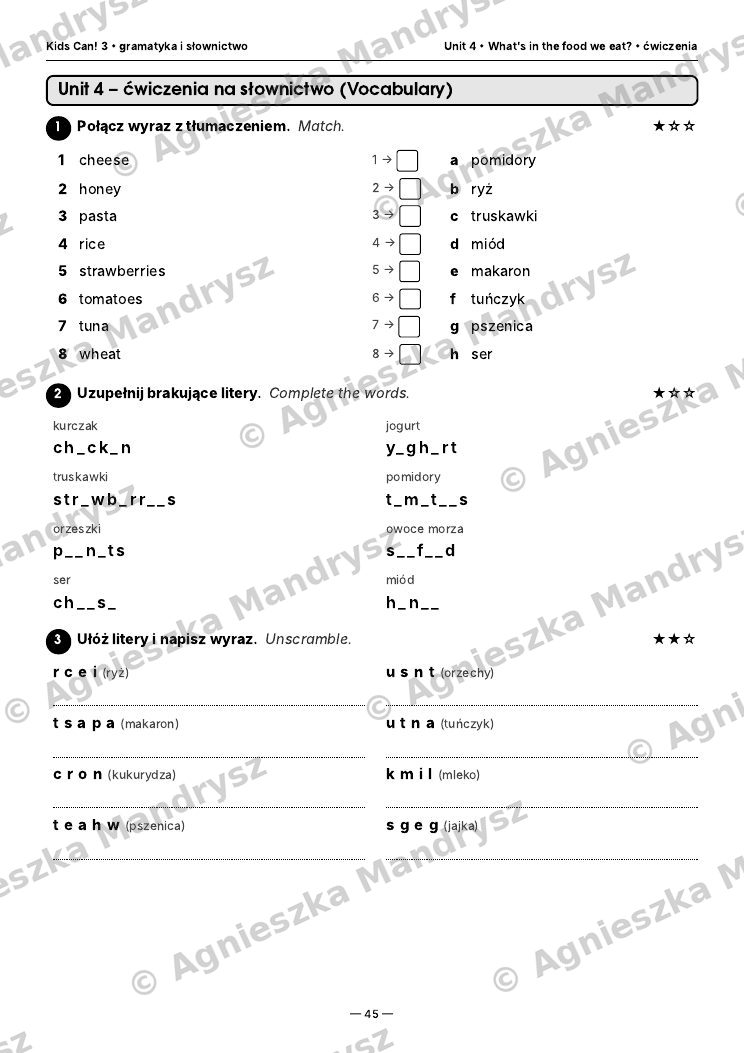 Kids Can! 3 • gramatyka i słownictwo Unit 4 • What's in the food we eat? • ćwiczenia
Unit 4 – ćwiczenia na słownictwo (Vocabulary)
1 Połącz wyraz z tłumaczeniem. Match. ★☆☆
1 cheese 1 → a pomidory
2 honey 2 → b ryż
3 pasta 3 → c truskawki
4 rice 4 → d miód
5 strawberries 5 → e makaron
6 tomatoes 6 → f tuńczyk
7 tuna 7 → g pszenica
8 wheat 8 → h ser
2 Uzupełnij brakujące litery. Complete the words. ★☆☆
kurczak jogurt
ch_ck_n y_gh_rt
truskawki pomidory
str_wb_rr__s t_m_t__s
orzeszki owoce morza
p__n_ts s__f__d
ser miód
ch__s_ h_n__
3 Ułóż litery i napisz wyraz. Unscramble. ★★☆
r c e i (ryż) u s n t (orzechy)
t s a p a (makaron) u t n a (tuńczyk)
c r o n (kukurydza) k m i l (mleko)
t e a h w (pszenica) s g e g (jajka)
— 45 —
© Agnieszka Mandrysz